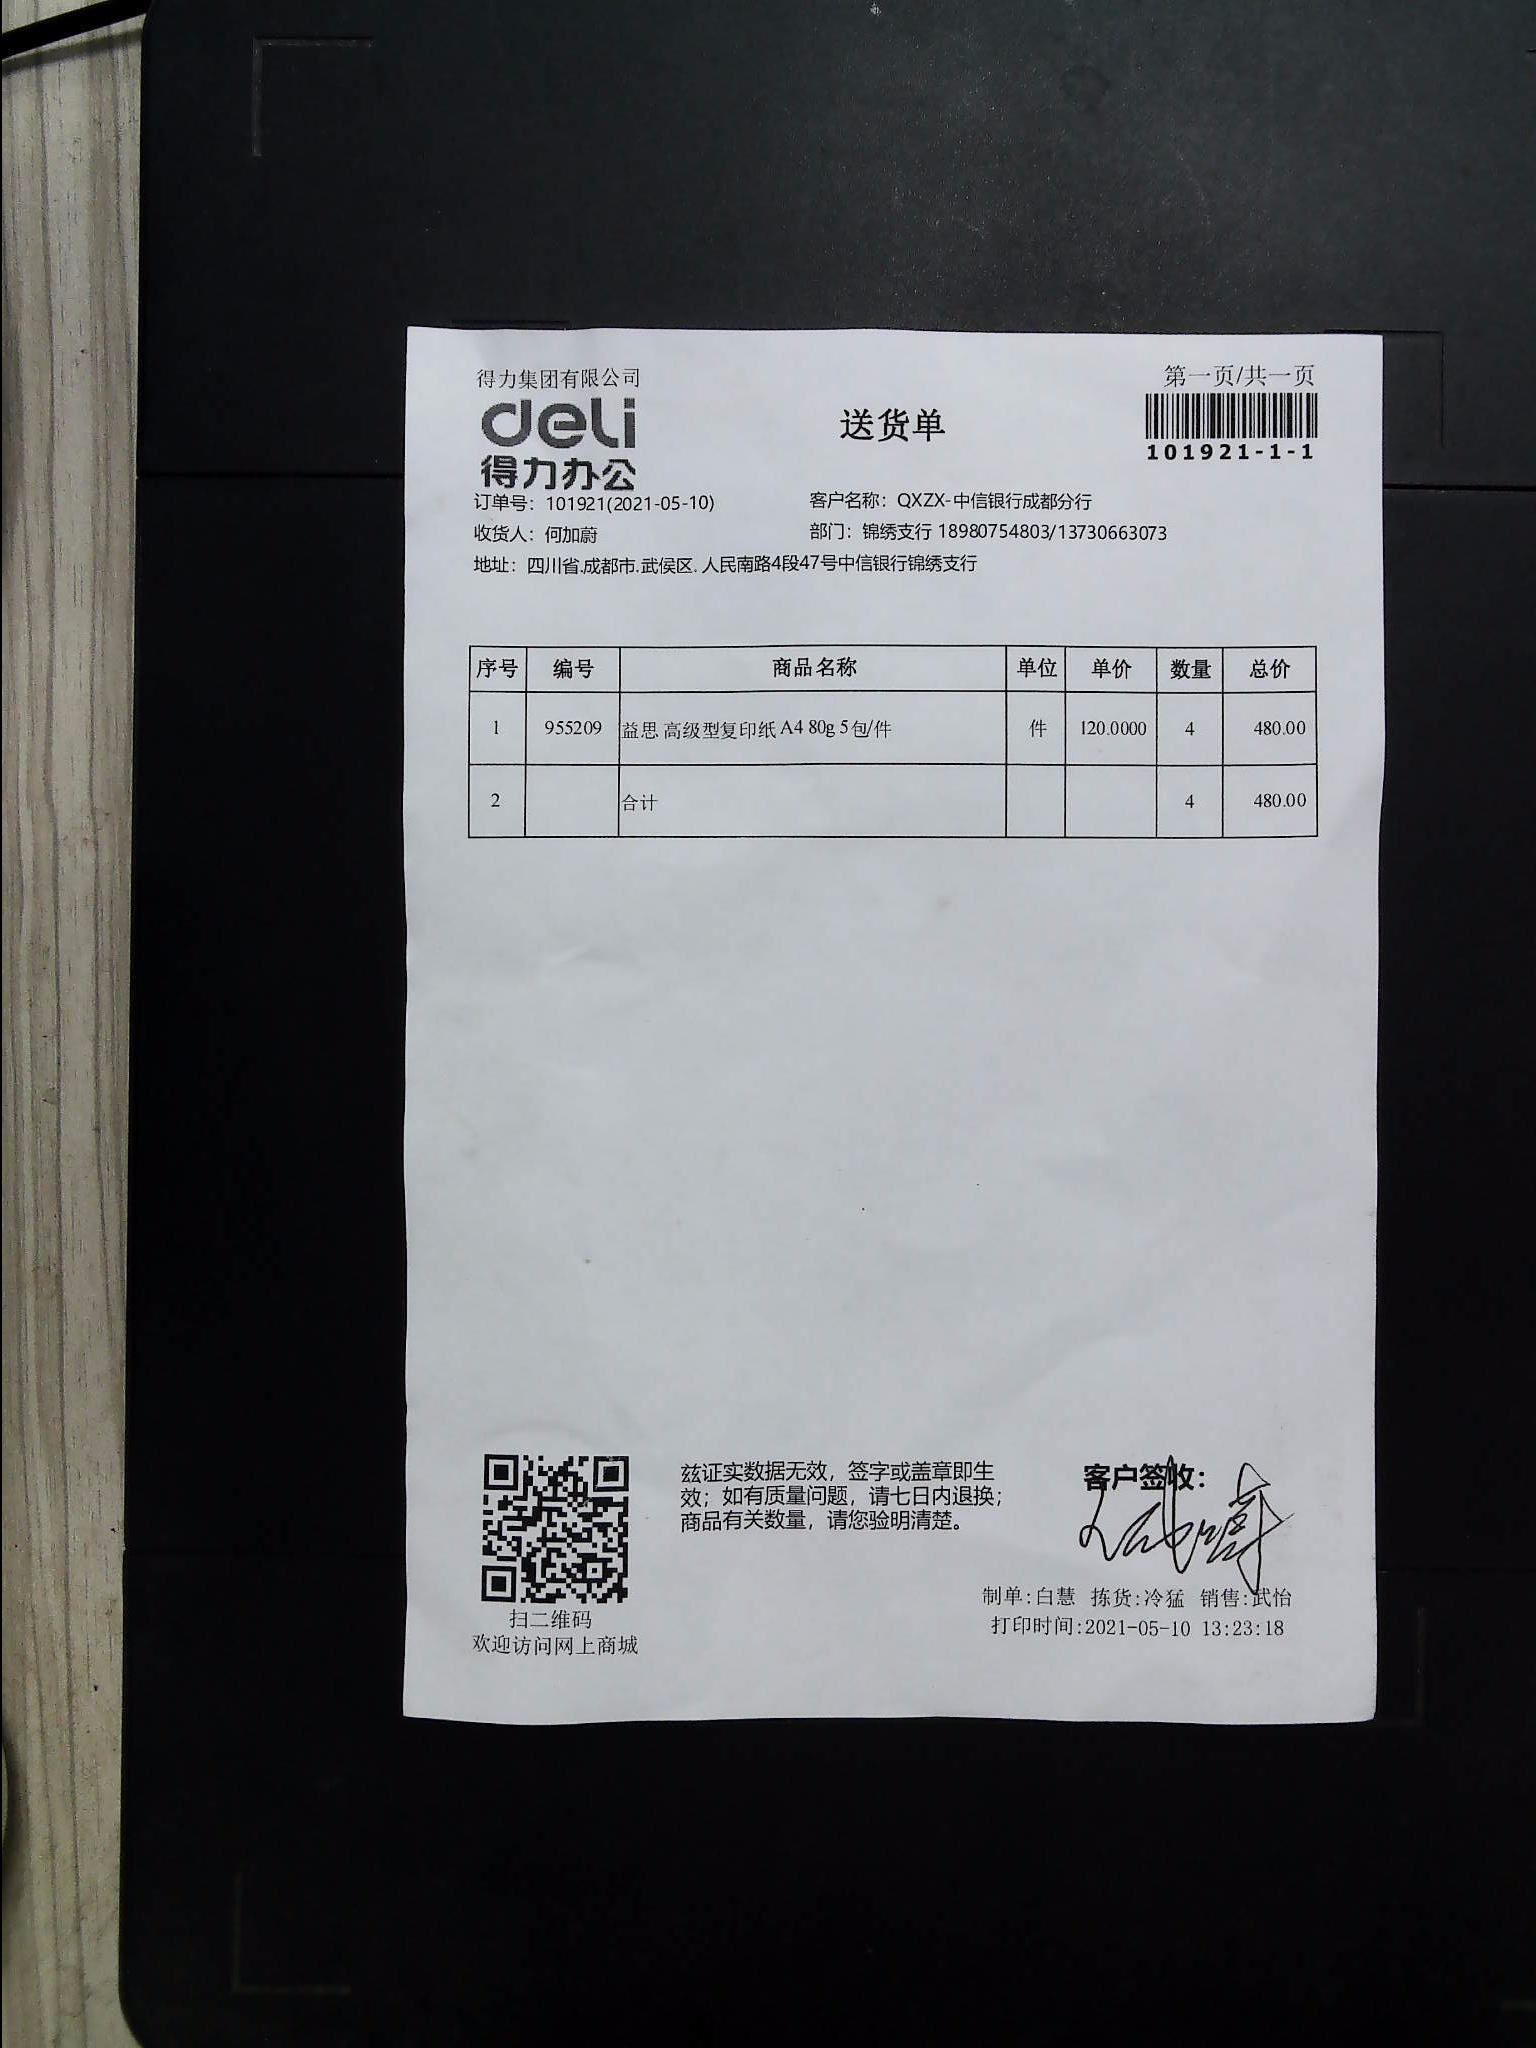 得力集团有限公司
第一页/共一页
deli
得力办公
送货单
101921-1-1
订单号：101921(2021-05-10)
客户名称：QXZX-中信银行成都分行
收货人：何加蔚
部门：锦绣支行 18980754803/13730663073
地址：四川省.成都市.武侯区. 人民南路4段47号中信银行锦绣支行
序号 编号 商品名称 单位 单价 数量 总价
1 955209 益思 高级型复印纸 A4 80g 5包/件 件 120.0000 4 480.00
2 合计 4 480.00
兹证实数据无效，签字或盖章即生
效；如有质量问题，请七日内退换；
商品有关数量，请您验明清楚。
客户签收：
扫二维码
欢迎访问网上商城
制单:白慧 拣货:冷猛 销售:武怡
打印时间:2021-05-10 13:23:18